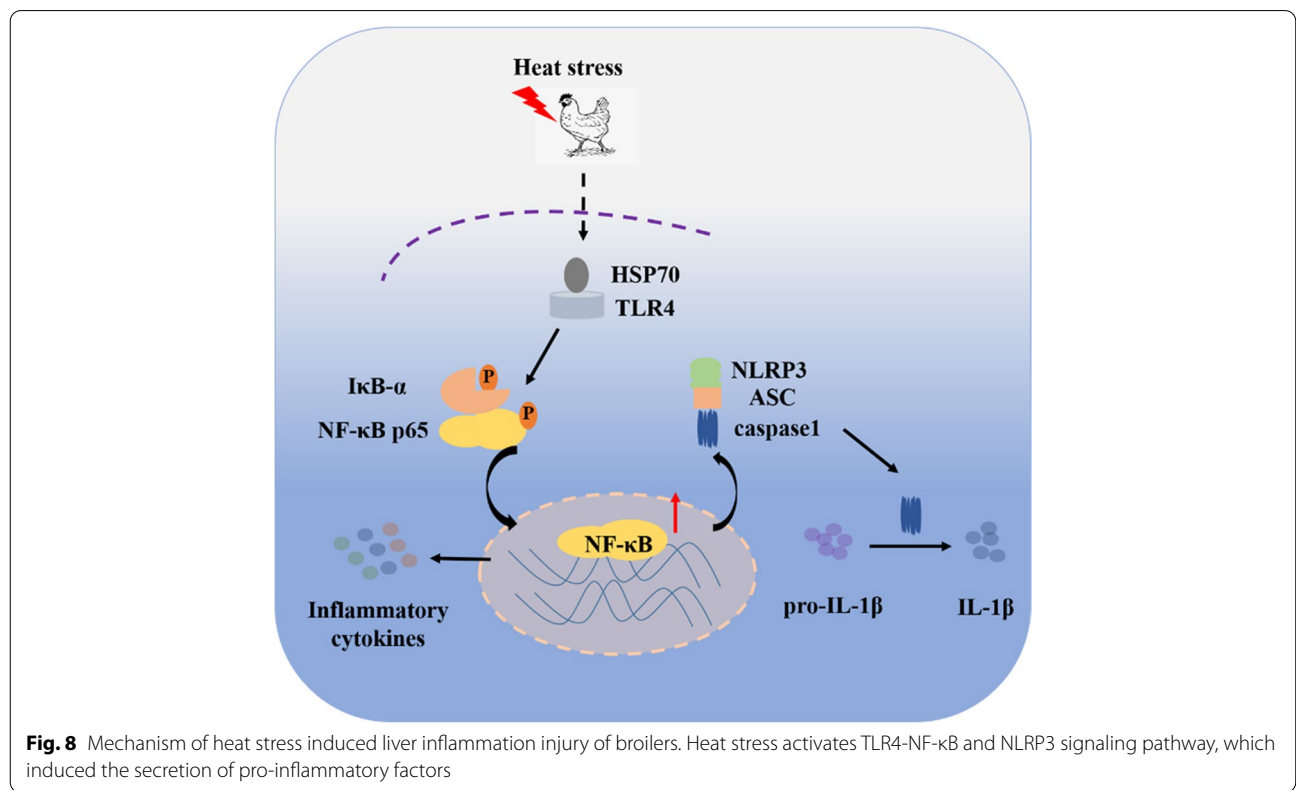 Heat stress
HSP70
TLR4
IκB-α
P
P
NF-κB p65
NLRP3
ASC
caspase1
NF-κB
Inflammatory
cytokines
pro-IL-1β
IL-1β
Fig. 8 Mechanism of heat stress induced liver inflammation injury of broilers. Heat stress activates TLR4-NF-κB and NLRP3 signaling pathway, which
induced the secretion of pro-inflammatory factors